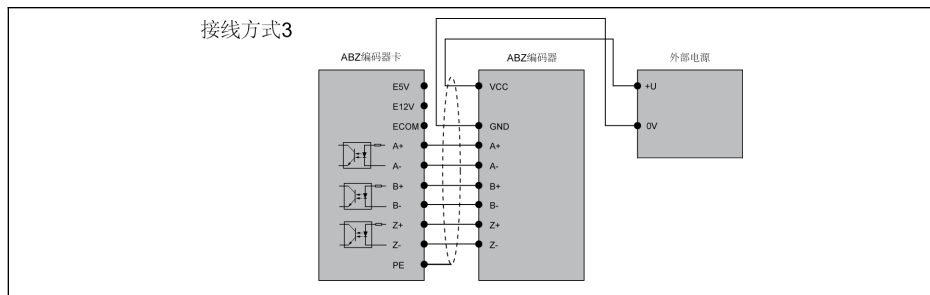 接线方式3
ABZ编码器卡
ABZ编码器
外部电源
E5V
VCC
+U
E12V
ECOM
GND
0V
A+
A+
A-
A-
B+
B+
B-
B-
Z+
Z+
Z-
Z-
PE